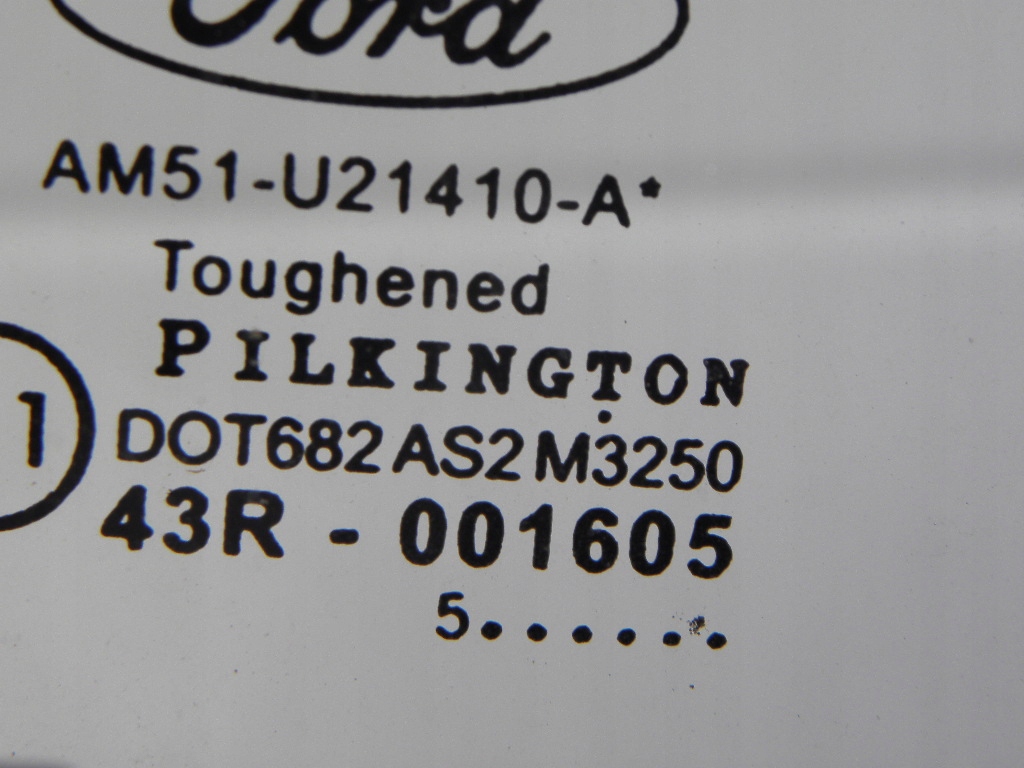 Ford
AM51-U21410-A*
Toughened
PILKINGTON
1
DOT682 AS2 M3250
43R - 001605
5.......